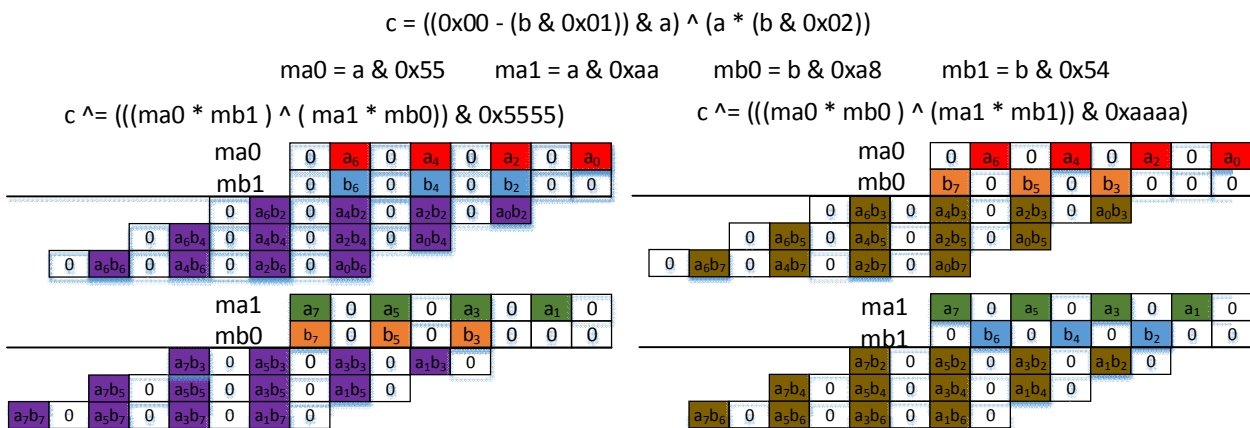 c = ((0x00 - (b & 0x01)) & a) ^ (a * (b & 0x02))
ma0 = a & 0x55 ma1 = a & 0xaa mb0 = b & 0xa8 mb1 = b & 0x54
c ^= (((ma0 * mb1 ) ^ ( ma1 * mb0)) & 0x5555)
ma0 0 a₆ 0 a₄ 0 a₂ 0 a₀
mb1 0 b₆ 0 b₄ 0 b₂ 0 0
0 a₆b₂ 0 a₄b₂ 0 a₂b₂ 0 a₀b₂
0 a₆b₄ 0 a₄b₄ 0 a₂b₄ 0 a₀b₄
0 a₆b₆ 0 a₄b₆ 0 a₂b₆ 0 a₀b₆
ma1 a₇ 0 a₅ 0 a₃ 0 a₁ 0
mb0 b₇ 0 b₅ 0 b₃ 0 0 0
a₇b₃ 0 a₅b₃ 0 a₃b₃ 0 a₁b₃ 0
a₇b₅ 0 a₅b₅ 0 a₃b₅ 0 a₁b₅ 0
a₇b₇ 0 a₅b₇ 0 a₃b₇ 0 a₁b₇ 0
c ^= (((ma0 * mb0 ) ^ (ma1 * mb1)) & 0xaaaa)
ma0 0 a₆ 0 a₄ 0 a₂ 0 a₀
mb0 b₇ 0 b₅ 0 b₃ 0 0 0
0 a₆b₃ 0 a₄b₃ 0 a₂b₃ 0 a₀b₃
0 a₆b₅ 0 a₄b₅ 0 a₂b₅ 0 a₀b₅
0 a₆b₇ 0 a₄b₇ 0 a₂b₇ 0 a₀b₇
ma1 a₇ 0 a₅ 0 a₃ 0 a₁ 0
mb1 0 b₆ 0 b₄ 0 b₂ 0 0
a₇b₂ 0 a₅b₂ 0 a₃b₂ 0 a₁b₂ 0
a₇b₄ 0 a₅b₄ 0 a₃b₄ 0 a₁b₄ 0
a₇b₆ 0 a₅b₆ 0 a₃b₆ 0 a₁b₆ 0